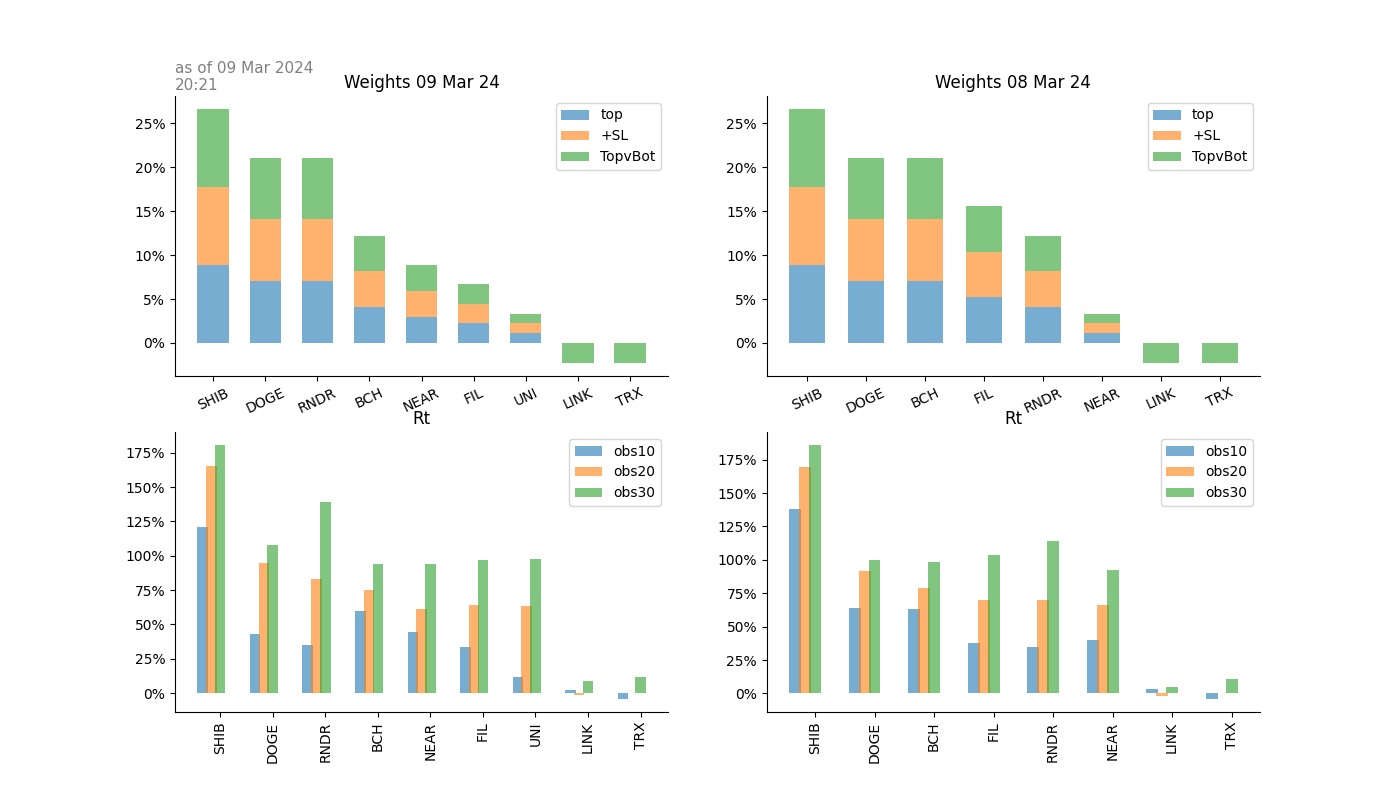 as of 09 Mar 2024
20:21
Weights 09 Mar 24
25%
20%
15%
10%
5%
0%
top
+SL
TopvBot
SHIB DOGE RNDR BCH NEAR FIL UNI LINK TRX
Weights 08 Mar 24
25%
20%
15%
10%
5%
0%
top
+SL
TopvBot
SHIB DOGE BCH FIL RNDR NEAR LINK TRX
Rt
175%
150%
125%
100%
75%
50%
25%
0%
obs10
obs20
obs30
SHIB DOGE RNDR BCH NEAR FIL UNI LINK TRX
Rt
175%
150%
125%
100%
75%
50%
25%
0%
obs10
obs20
obs30
SHIB DOGE BCH FIL RNDR NEAR LINK TRX